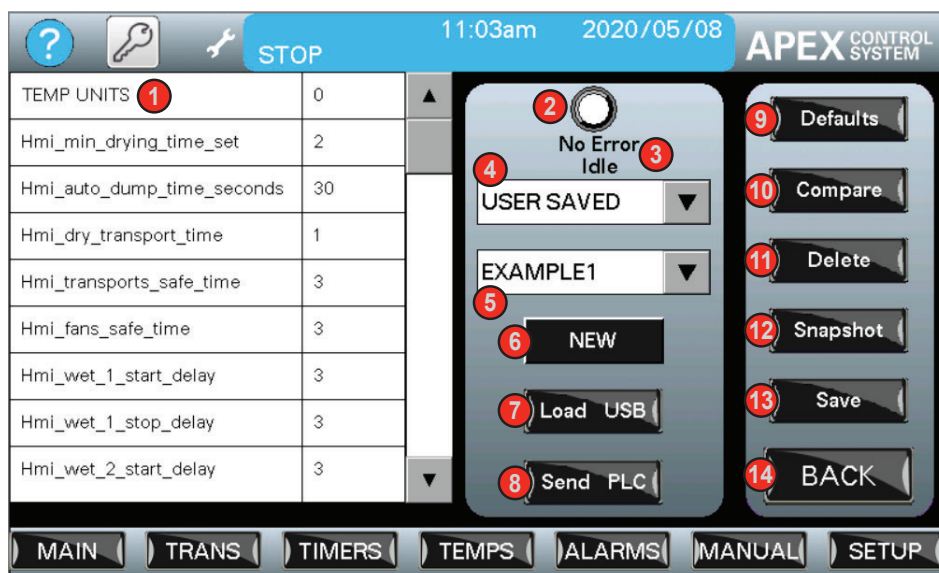 ?
11:03am 2020/05/08
STOP
APEX CONTROL SYSTEM
TEMP UNITS 1 0
Hmi_min_drying_time_set 2
Hmi_auto_dump_time_seconds 30
Hmi_dry_transport_time 1
Hmi_transports_safe_time 3
Hmi_fans_safe_time 3
Hmi_wet_1_start_delay 3
Hmi_wet_1_stop_delay 3
Hmi_wet_2_start_delay 3
2
No Error 3
Idle
4
USER SAVED
EXAMPLE1
5
6 NEW
7 Load USB
8 Send PLC
9 Defaults
10 Compare
11 Delete
12 Snapshot
13 Save
14 BACK
MAIN TRANS TIMERS TEMPS ALARMS MANUAL SETUP